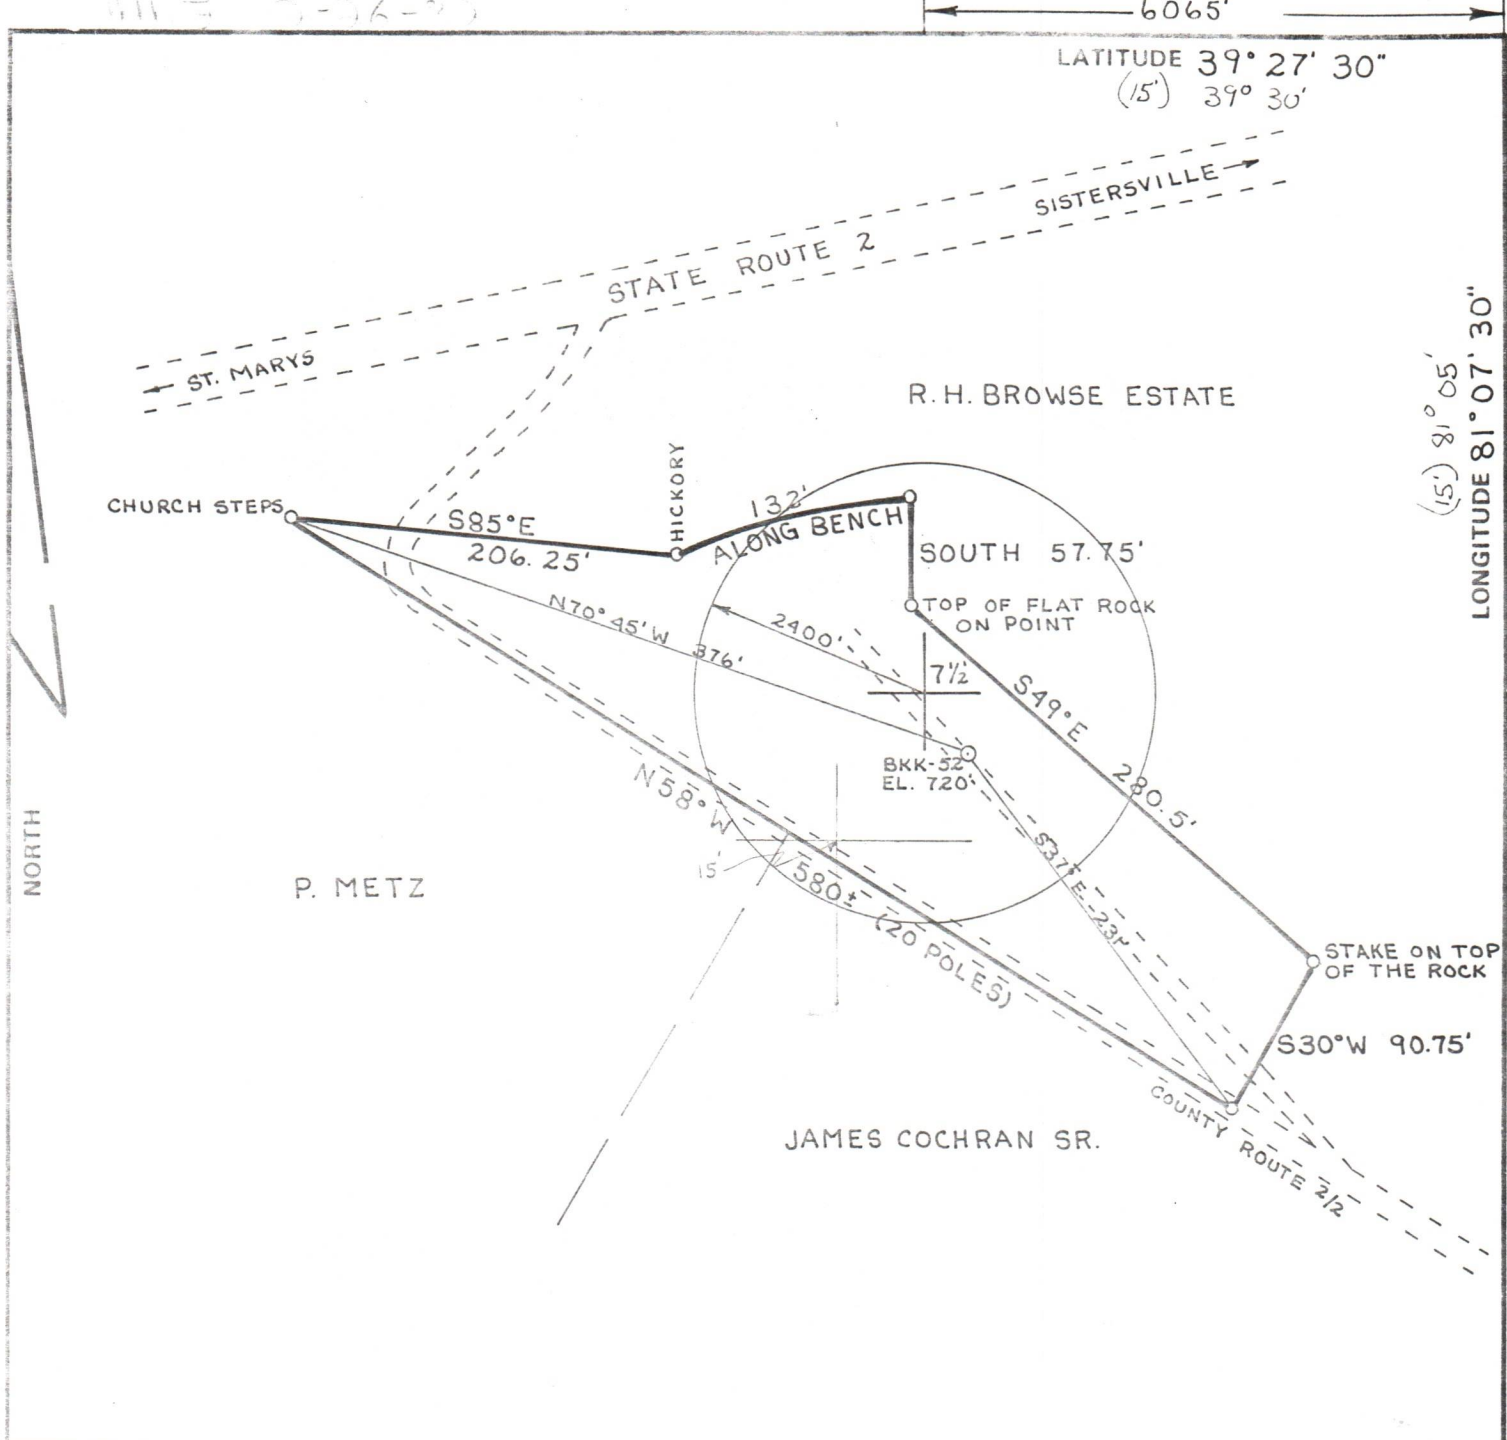 6065'
LATITUDE 39° 27' 30"
(15') 39° 30'
SISTERSVILLE
STATE ROUTE 2
ST. MARYS
LONGITUDE 81° 07' 30"
(15') 81° 05'
R.H. BROWSE ESTATE
HICKORY
CHURCH STEPS
S85°E
206.25'
132'
ALONG BENCH
SOUTH 57.75'
TOP OF FLAT ROCK
ON POINT
N70° 45' W 376'
2400'
7½'
S49°E 280.5'
BKK-52
EL. 720'
N58°W 580± (20 POLES)
15'
S37°E
NORTH
P. METZ
STAKE ON TOP
OF THE ROCK
S30°W 90.75'
COUNTY ROUTE 2/2
JAMES COCHRAN SR.